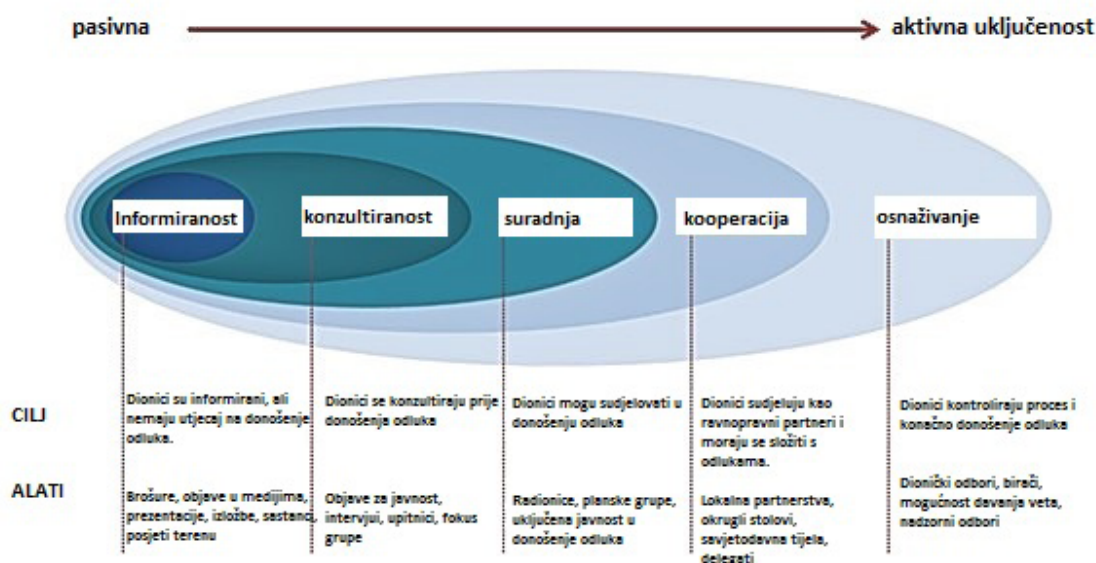 pasivna
aktivna uključenost
Informiranost
konzultiranost
suradnja
kooperacija
osnaživanje
CILJ
Dionici su informirani, ali
nemaju utjecaj na donošenje
odluka.
Dionici se konzultiraju prije
donošenja odluka
Dionici mogu sudjelovati u
donošenju odluka
Dionici sudjeluju kao
ravnopravni partneri i
moraju se složiti s
odlukama.
Dionici kontroliraju proces i
konačno donošenje odluka
ALATI
Brošure, objave u medijima,
prezentacije, izložbe, sastanci,
posjeti terenu
Objave za javnost,
intervjui, upitnici, fokus
grupe
Radionice, planske grupe,
uključena javnost u
donošenje odluka
Lokalna partnerstva,
okrugli stolovi,
savjetodavna tijela,
delegati
Dionički odbori, birači,
mogućnost davanja veta,
nadzorni odbori